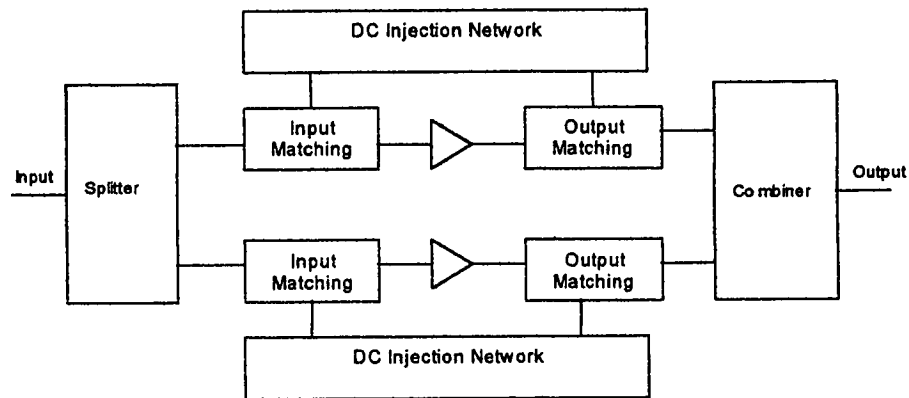 DC Injection Network
Input
Matching
Output
Matching
Input
Splitter
Combiner
Output
Input
Matching
Output
Matching
DC Injection Network